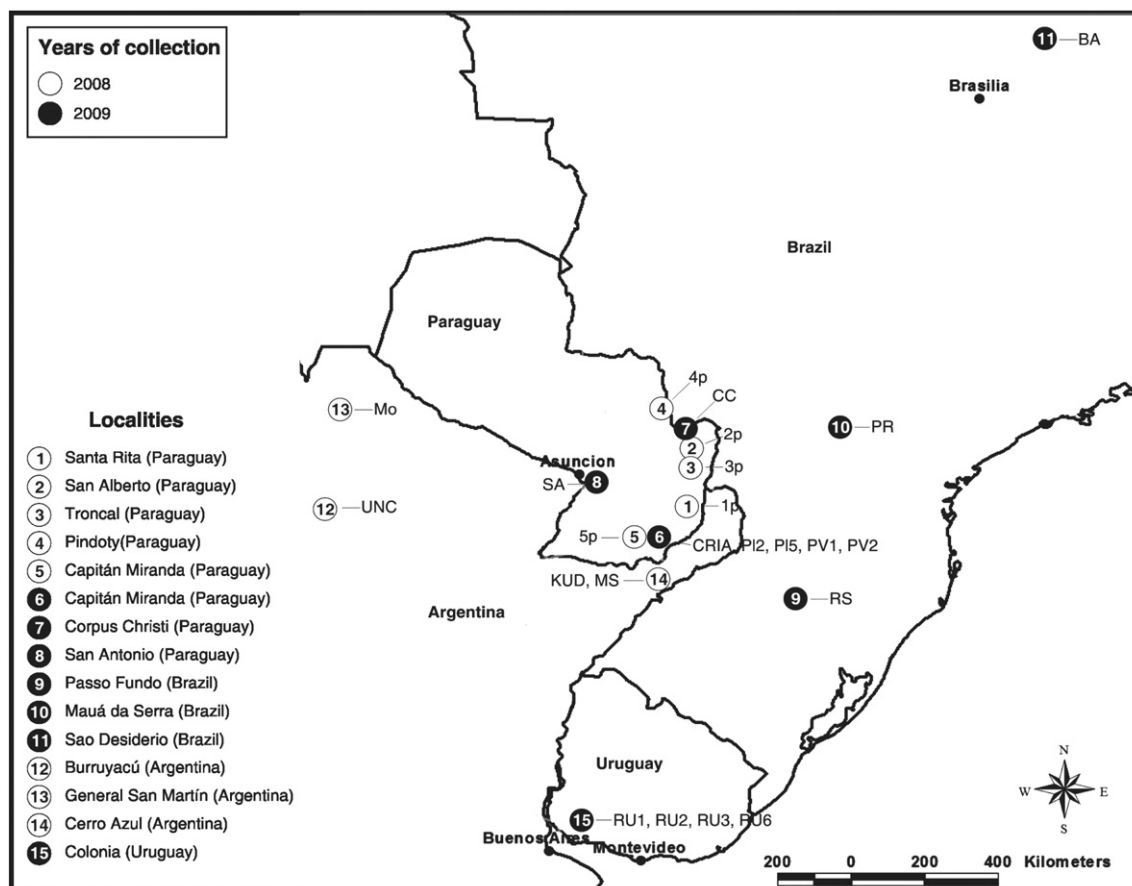 Years of collection
2008
2009
11 BA
Brasilia
Brazil
Paraguay
4p
CC
13 Mo
4
7
10 PR
2 2p
Localities
3 3p
Asuncion
SA 8
12 UNC
1 1p
5p 5 6
CRIA, PI2, PI5, PV1, PV2
KUD, MS 14
9 RS
Argentina
1 Santa Rita (Paraguay)
2 San Alberto (Paraguay)
3 Troncal (Paraguay)
4 Pindoty(Paraguay)
5 Capitán Miranda (Paraguay)
6 Capitán Miranda (Paraguay)
7 Corpus Christi (Paraguay)
8 San Antonio (Paraguay)
9 Passo Fundo (Brazil)
10 Mauá da Serra (Brazil)
11 Sao Desiderio (Brazil)
12 Burruyacú (Argentina)
13 General San Martín (Argentina)
14 Cerro Azul (Argentina)
15 Colonia (Uruguay)
Uruguay
15 RU1, RU2, RU3, RU6
Buenos Aires
Montevideo
N
W E
S
200 0 200 400 Kilometers